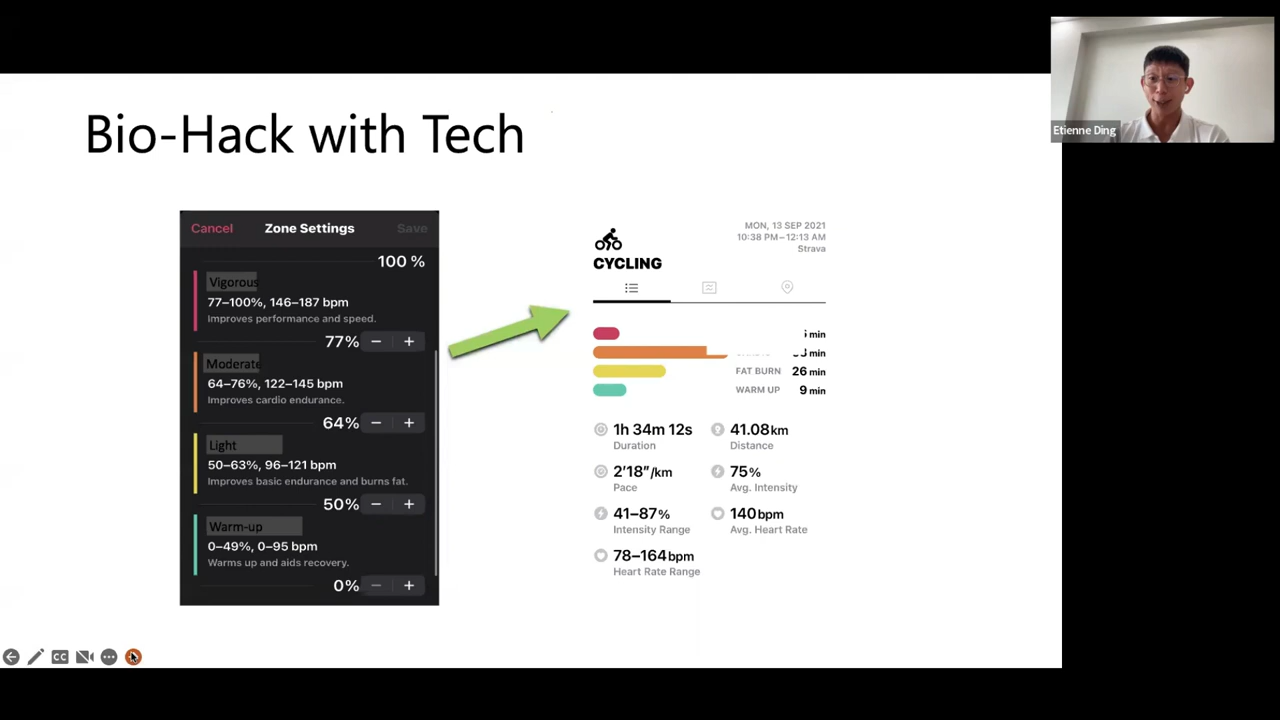 Bio-Hack with Tech
Etienne Ding
Cancel Zone Settings Save
100 %
Vigorous
77–100%, 146–187 bpm
Improves performance and speed.
77% − +
Moderate
64–76%, 122–145 bpm
Improves cardio endurance.
64% − +
Light
50–63%, 96–121 bpm
Improves basic endurance and burns fat.
50% − +
Warm-up
0–49%, 0–95 bpm
Warms up and aids recovery.
0% − +
MON, 13 SEP 2021
10:38 PM–12:13 AM
Strava
CYCLING
min
min
FAT BURN 26 min
WARM UP 9 min
1h 34m 12s 41.08km
Duration Distance
2'18"/km 75%
Pace Avg. Intensity
41–87% 140bpm
Intensity Range Avg. Heart Rate
78–164bpm
Heart Rate Range
CC